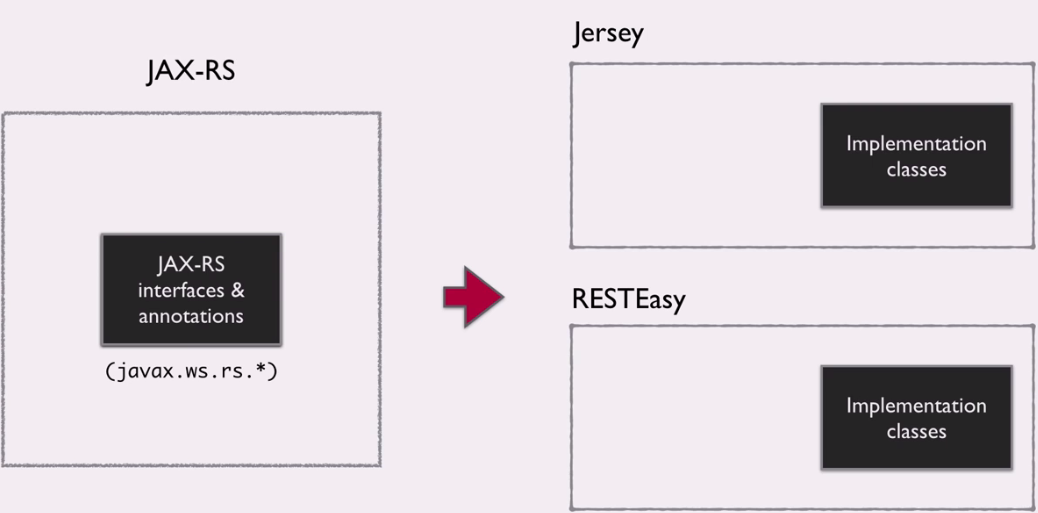 JAX-RS
JAX-RS
interfaces &
annotations
(javax.ws.rs.*)
Jersey
Implementation
classes
RESTEasy
Implementation
classes